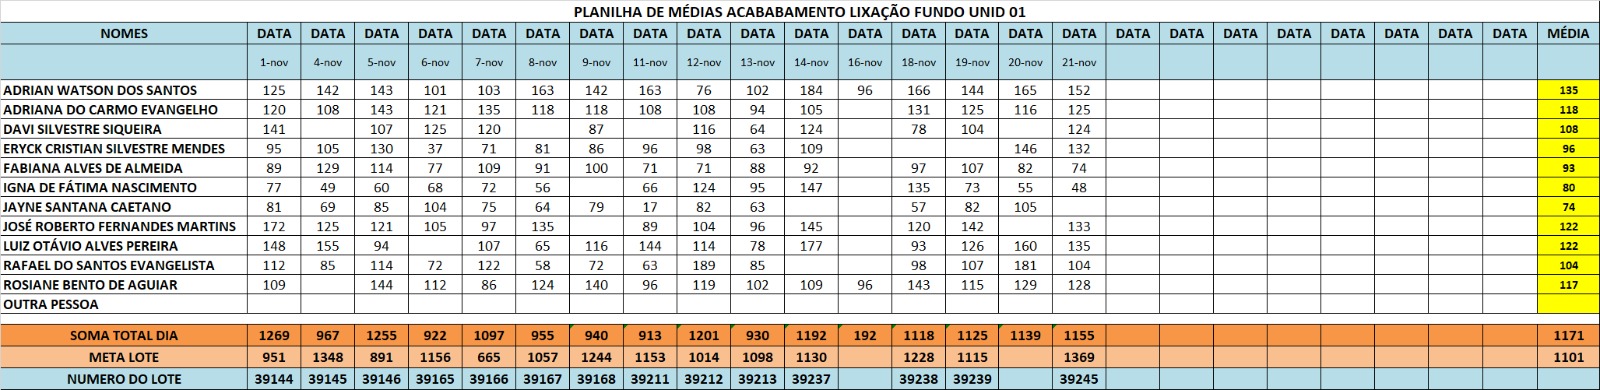 PLANILHA DE MÉDIAS ACABABAMENTO LIXAÇÃO FUNDO UNID 01
NOMES DATA DATA DATA DATA DATA DATA DATA DATA DATA DATA DATA DATA DATA DATA DATA DATA DATA DATA DATA DATA DATA DATA DATA DATA MÉDIA
1-nov 4-nov 5-nov 6-nov 7-nov 8-nov 9-nov 11-nov 12-nov 13-nov 14-nov 16-nov 18-nov 19-nov 20-nov 21-nov
ADRIAN WATSON DOS SANTOS 125 142 143 101 103 163 142 163 76 102 184 96 166 144 165 152 135
ADRIANA DO CARMO EVANGELHO 120 108 143 121 135 118 118 108 108 94 105 131 125 116 125 118
DAVI SILVESTRE SIQUEIRA 141 107 125 120 87 116 64 124 78 104 124 108
ERYCK CRISTIAN SILVESTRE MENDES 95 105 130 37 71 81 86 96 98 63 109 146 132 96
FABIANA ALVES DE ALMEIDA 89 129 114 77 109 91 100 71 71 88 92 97 107 82 74 93
IGNA DE FÁTIMA NASCIMENTO 77 49 60 68 72 56 66 124 95 147 135 73 55 48 80
JAYNE SANTANA CAETANO 81 69 85 104 75 64 79 17 82 63 57 82 105 74
JOSÉ ROBERTO FERNANDES MARTINS 172 125 121 105 97 135 89 104 96 145 120 142 133 122
LUIZ OTÁVIO ALVES PEREIRA 148 155 94 107 65 116 144 114 78 177 93 126 160 135 122
RAFAEL DO SANTOS EVANGELISTA 112 85 114 72 122 58 72 63 189 85 98 107 181 104 104
ROSIANE BENTO DE AGUIAR 109 144 112 86 124 140 96 119 102 109 96 143 115 129 128 117
OUTRA PESSOA
SOMA TOTAL DIA 1269 967 1255 922 1097 955 940 913 1201 930 1192 192 1118 1125 1139 1155 1171
META LOTE 951 1348 891 1156 665 1057 1244 1153 1014 1098 1130 1228 1115 1369 1101
NUMERO DO LOTE 39144 39145 39146 39165 39166 39167 39168 39211 39212 39213 39237 39238 39239 39245